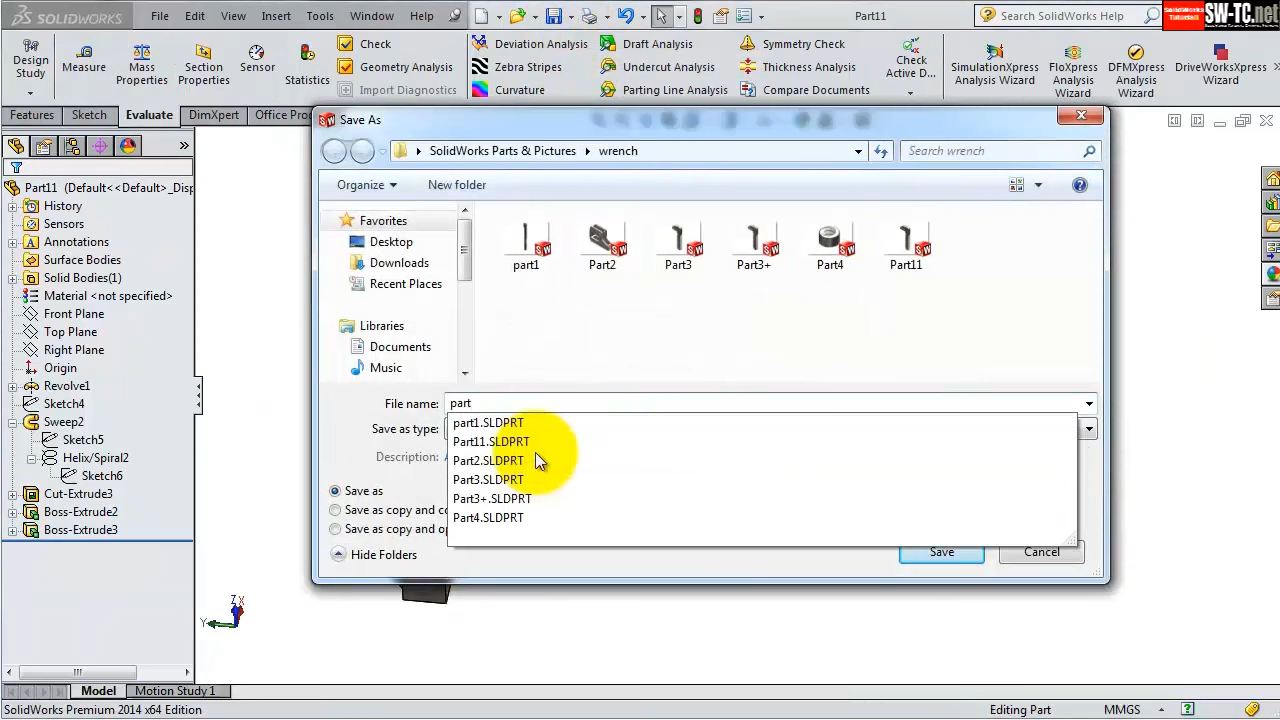 SOLIDWORKS File Edit View Insert Tools Window Help Part11 Search SolidWorks Help SolidWorks Tutorial! SW-TC.net
Design Study Measure Mass Properties Section Properties Sensor Statistics
Check Deviation Analysis Draft Analysis Symmetry Check
Geometry Analysis Zebra Stripes Undercut Analysis Thickness Analysis
Import Diagnostics Curvature Parting Line Analysis Compare Documents
Check Active D... SimulationXpress Analysis Wizard FloXpress Analysis Wizard DFMXpress Analysis Wizard DriveWorksXpress Wizard
Features Sketch Evaluate DimXpert Office Pro
Part11 (Default<<Default>_Disp
History
Sensors
Annotations
Surface Bodies
Solid Bodies(1)
Material <not specified>
Front Plane
Top Plane
Right Plane
Origin
Revolve1
Sketch4
Sweep2
Sketch5
Helix/Spiral2
Sketch6
Cut-Extrude3
Boss-Extrude2
Boss-Extrude3
Save As
SolidWorks Parts & Pictures wrench Search wrench
Organize New folder
Favorites
Desktop
Downloads
Recent Places
Libraries
Documents
Music
part1 Part2 Part3 Part3+ Part4 Part11
File name: part
Save as type:
Description:
part1.SLDPRT
Part11.SLDPRT
Part2.SLDPRT
Part3.SLDPRT
Part3+.SLDPRT
Part4.SLDPRT
Save as
Save as copy and co
Save as copy and op
Hide Folders Save Cancel
Z X
Y
Model Motion Study 1
SolidWorks Premium 2014 x64 Edition Editing Part MMGS